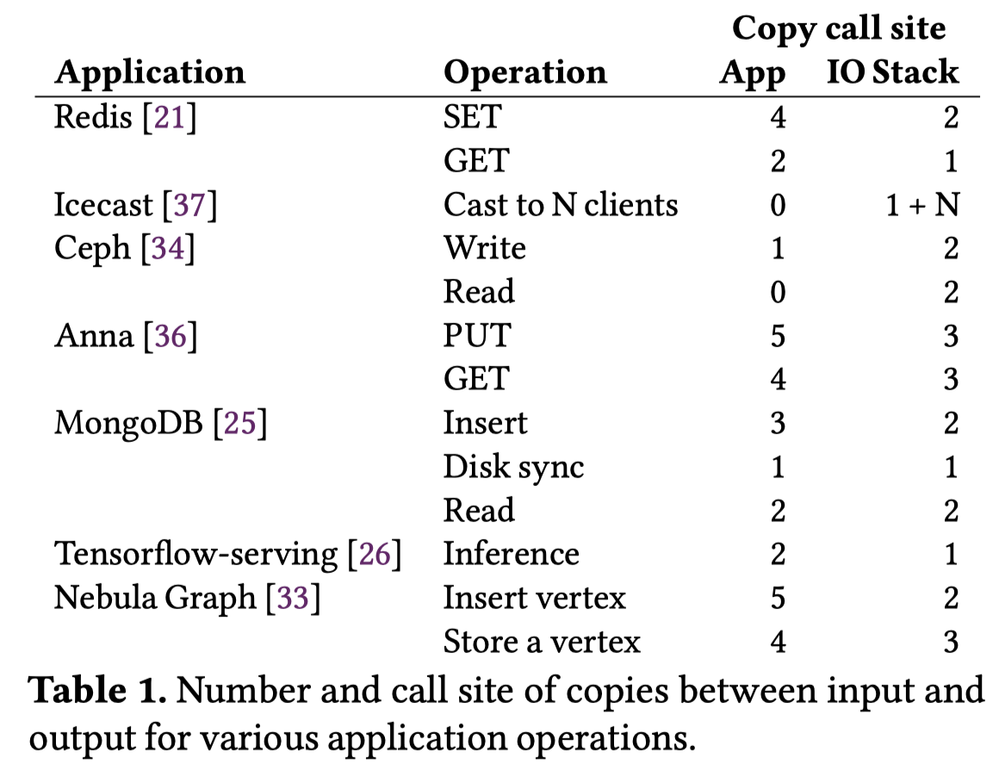 Copy call site
Application Operation App IO Stack
Redis [21] SET 4 2
GET 2 1
Icecast [37] Cast to N clients 0 1 + N
Ceph [34] Write 1 2
Read 0 2
Anna [36] PUT 5 3
GET 4 3
MongoDB [25] Insert 3 2
Disk sync 1 1
Read 2 2
Tensorflow-serving [26] Inference 2 1
Nebula Graph [33] Insert vertex 5 2
Store a vertex 4 3
Table 1. Number and call site of copies between input and
output for various application operations.